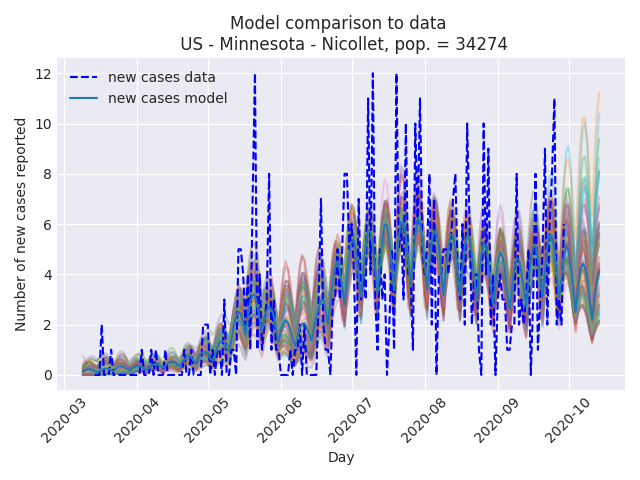 Model comparison to data
US - Minnesota - Nicollet, pop. = 34274
new cases data
new cases model
Number of new cases reported
12
10
8
6
4
2
0
2020-03
2020-04
2020-05
2020-06
2020-07
2020-08
2020-09
2020-10
Day